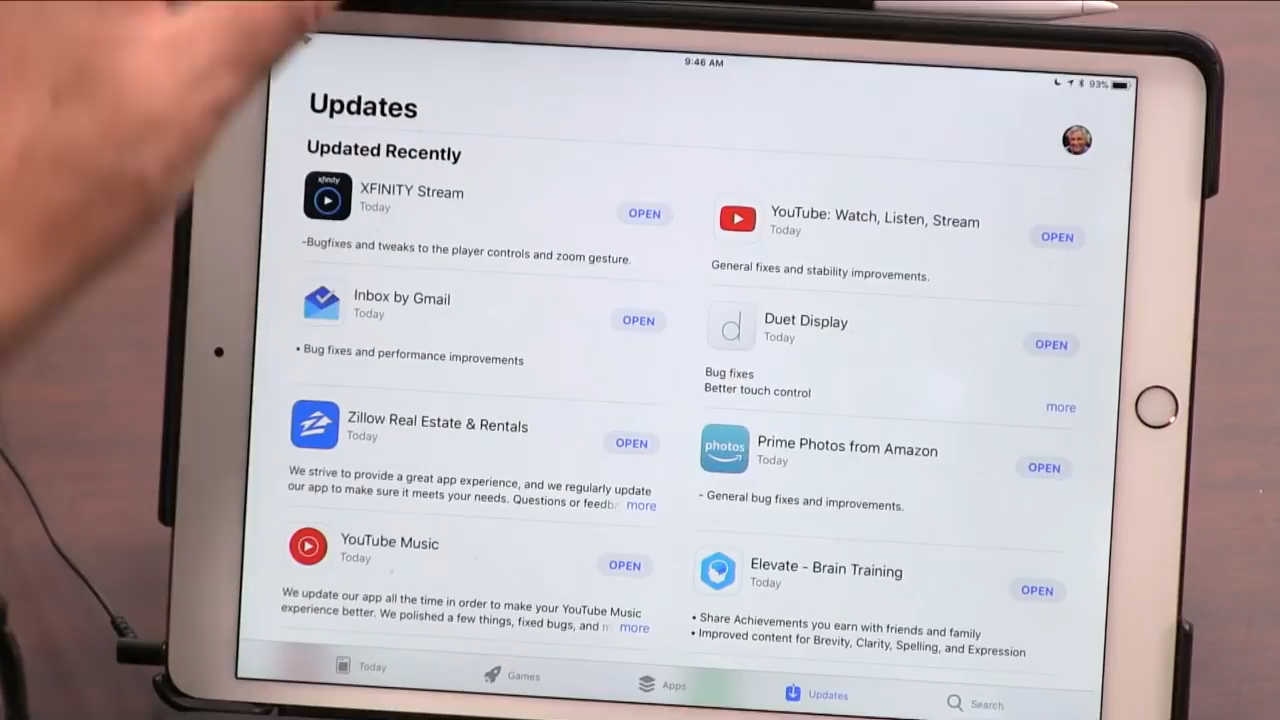 9:46 AM
93%
Updates
Updated Recently
xfinity
XFINITY Stream
Today
OPEN
-Bugfixes and tweaks to the player controls and zoom gesture.
YouTube: Watch, Listen, Stream
Today
OPEN
General fixes and stability improvements.
Inbox by Gmail
Today
OPEN
• Bug fixes and performance improvements
d
Duet Display
Today
OPEN
Bug fixes
Better touch control
more
Zillow Real Estate & Rentals
Today
OPEN
We strive to provide a great app experience, and we regularly update
our app to make sure it meets your needs. Questions or feedb more
photos
Prime Photos from Amazon
Today
OPEN
- General bug fixes and improvements.
YouTube Music
Today
OPEN
We update our app all the time in order to make your YouTube Music
experience better. We polished a few things, fixed bugs, and more
Elevate - Brain Training
Today
OPEN
• Share Achievements you earn with friends and family
• Improved content for Brevity, Clarity, Spelling, and Expression
Today
Games
Apps
Updates
Search